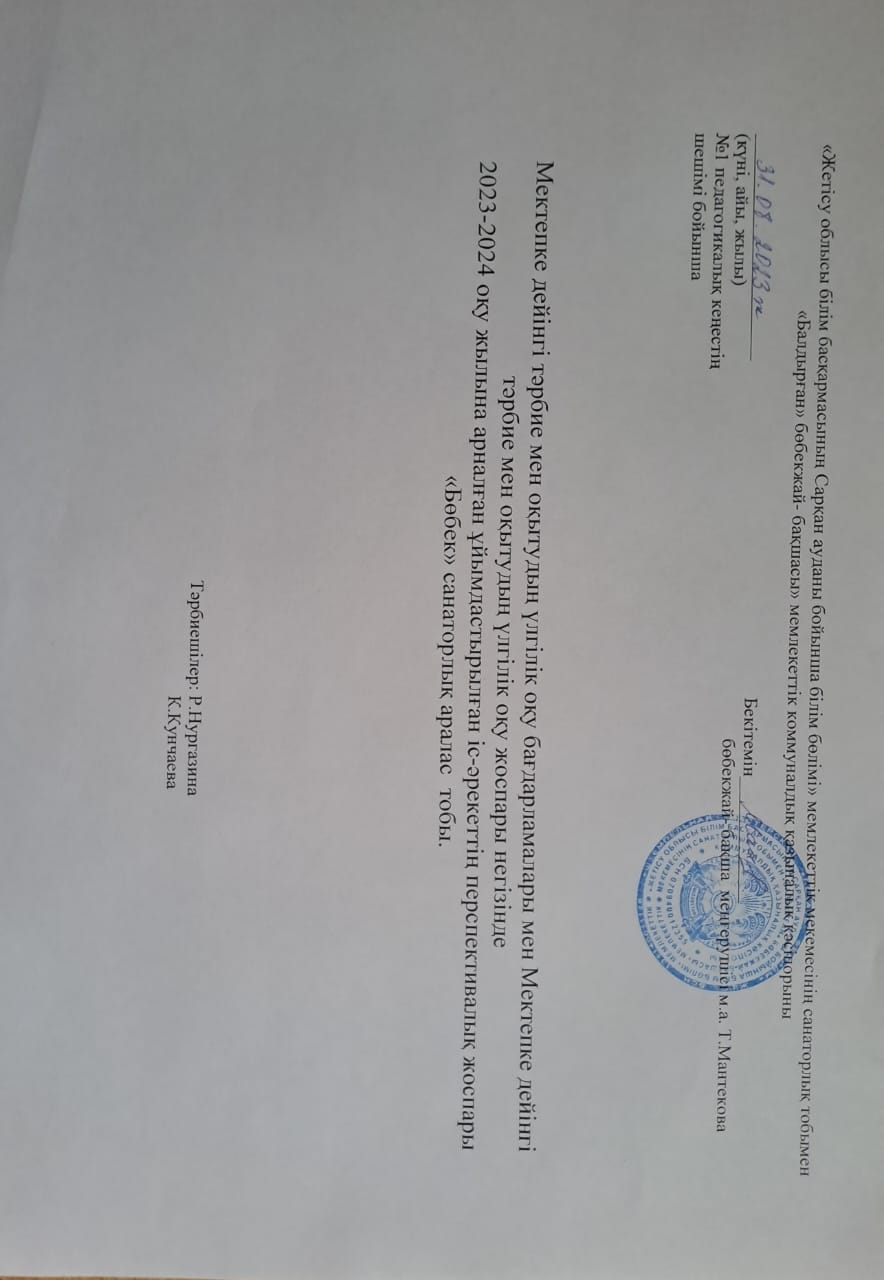 «Жетісу облысы білім басқармасының Сарқан ауданы бойынша білім бөлімі» мемлекеттік мекемесінің санаторлық тобымен
«Балдырған» бөбекжай- бақшасы» мемлекеттік коммуналдық қазыналық кәсіпорыны
31. 08. 2023 ж
(күні, айы, жылы)
№1 педагогикалық кеңестің
шешімі бойынша
Бекітемін
бөбекжай- бақша меңгерушісі м.а. Т.Мантекова
Мектепке дейінгі тәрбие мен оқытудың үлгілік оқу бағдарламалары мен Мектепке дейінгі
тәрбие мен оқытудың үлгілік оқу жоспары негізінде
2023-2024 оқу жылына арналған ұйымдастырылған іс-әрекеттің перспективалық жоспары
«Бөбек» санаторлық аралас тобы.
Тәрбиешілер: Р.Нургазина
К.Кунчаева